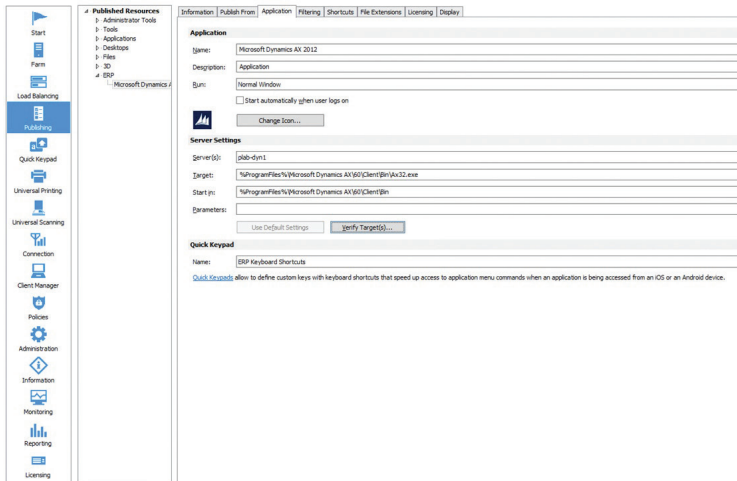 Start
Farm
Load Balancing
Publishing
Quick Keypad
Universal Printing
Universal Scanning
Connection
Client Manager
Policies
Administration
Information
Monitoring
Reporting
Licensing
Published Resources
Administrator Tools
Tools
Applications
Desktops
Files
3D
ERP
Microsoft Dynamics A
Information Publish From Application Filtering Shortcuts File Extensions Licensing Display
Application
Name: Microsoft Dynamics AX 2012
Description: Application
Run: Normal Window
Start automatically when user logs on
Change Icon...
Server Settings
Server(s): plab-dyn1
Target: %ProgramFiles%\Microsoft Dynamics AX\60\Client\Bin\Ax32.exe
Start in: %ProgramFiles%\Microsoft Dynamics AX\60\Client\Bin
Parameters:
Use Default Settings Verify Target(s)...
Quick Keypad
Name: ERP Keyboard Shortcuts
Quick Keypads allow to define custom keys with keyboard shortcuts that speed up access to application menu commands when an application is being accessed from an iOS or an Android device.